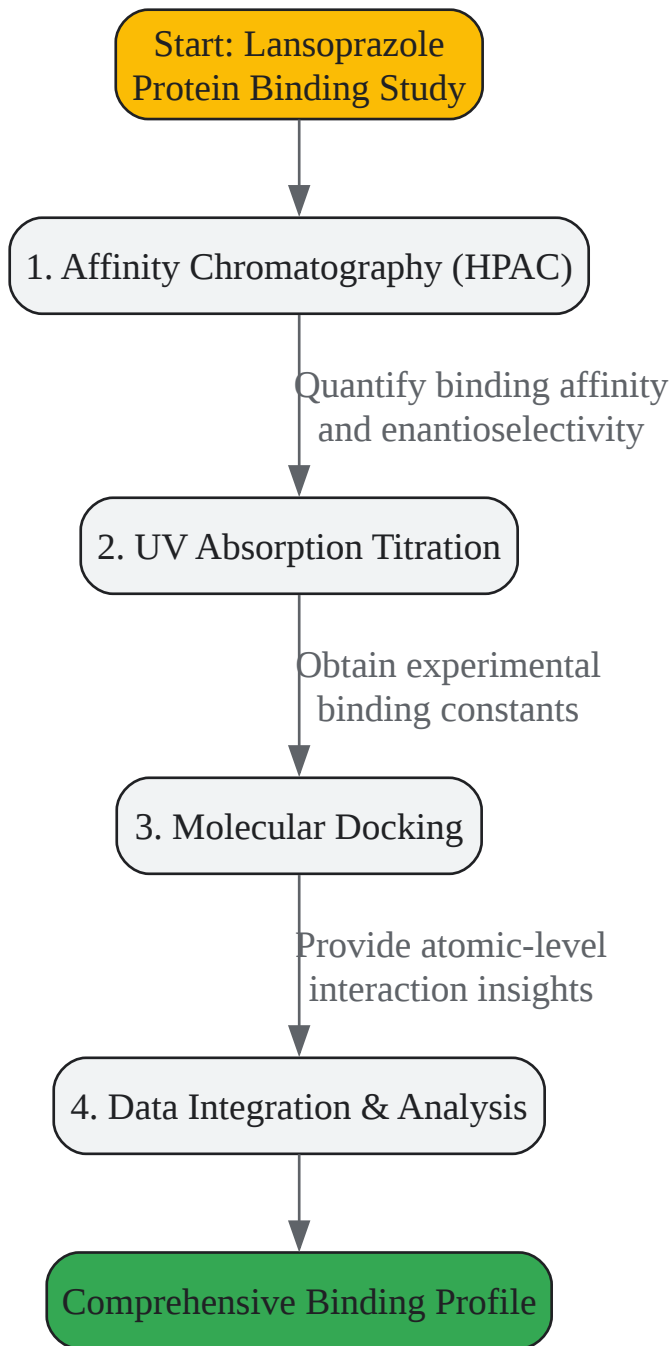 Start: Lansoprazole
Protein Binding Study
1. Affinity Chromatography (HPAC)
Quantify binding affinity
and enantioselectivity
2. UV Absorption Titration
Obtain experimental
binding constants
3. Molecular Docking
Provide atomic-level
interaction insights
4. Data Integration & Analysis
Comprehensive Binding Profile